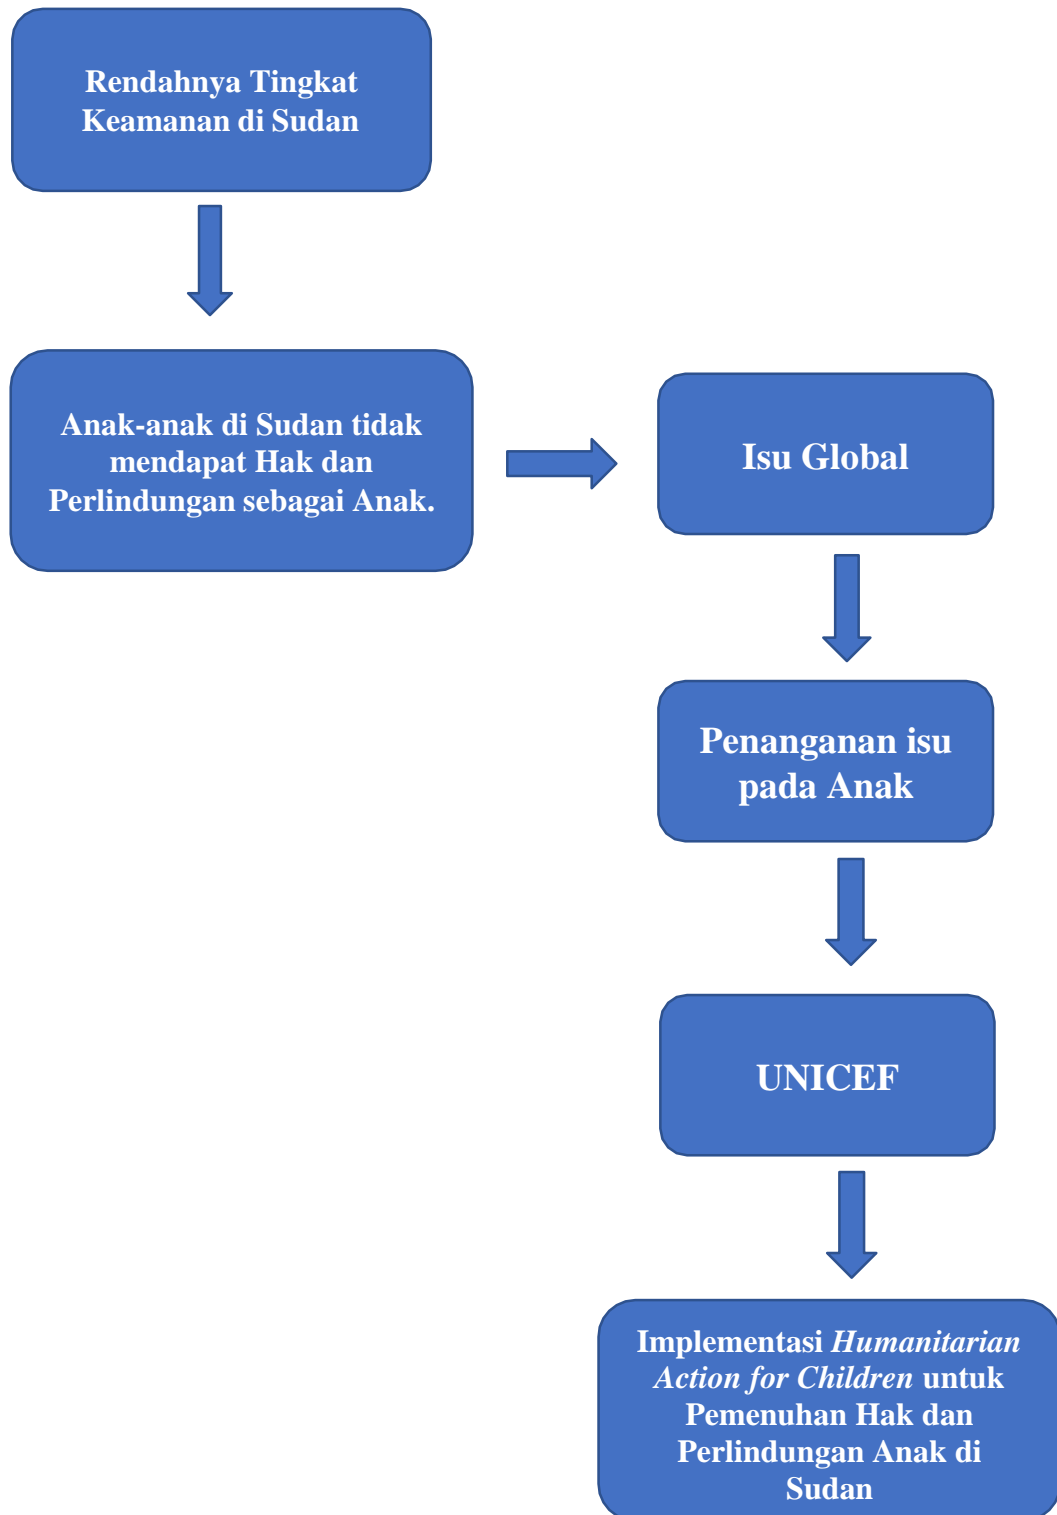 Rendahnya Tingkat
Keamanan di Sudan
Anak-anak di Sudan tidak
mendapat Hak dan
Perlindungan sebagai Anak.
Isu Global
Penanganan isu
pada Anak
UNICEF
Implementasi Humanitarian
Action for Children untuk
Pemenuhan Hak dan
Perlindungan Anak di
Sudan